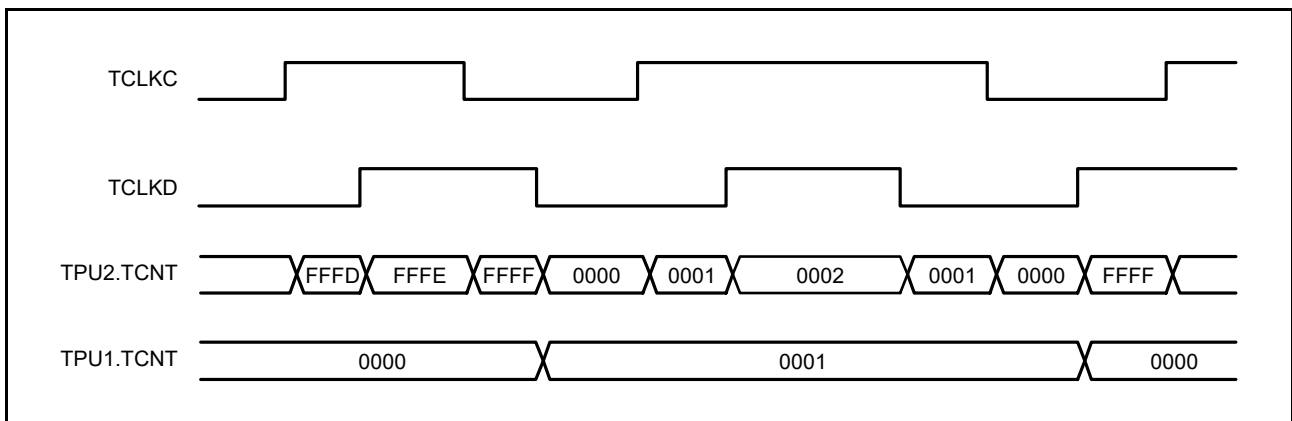 TCLKC
TCLKD
TPU2.TCNT FFFD FFFE FFFF 0000 0001 0002 0001 0000 FFFF
TPU1.TCNT 0000 0001 0000